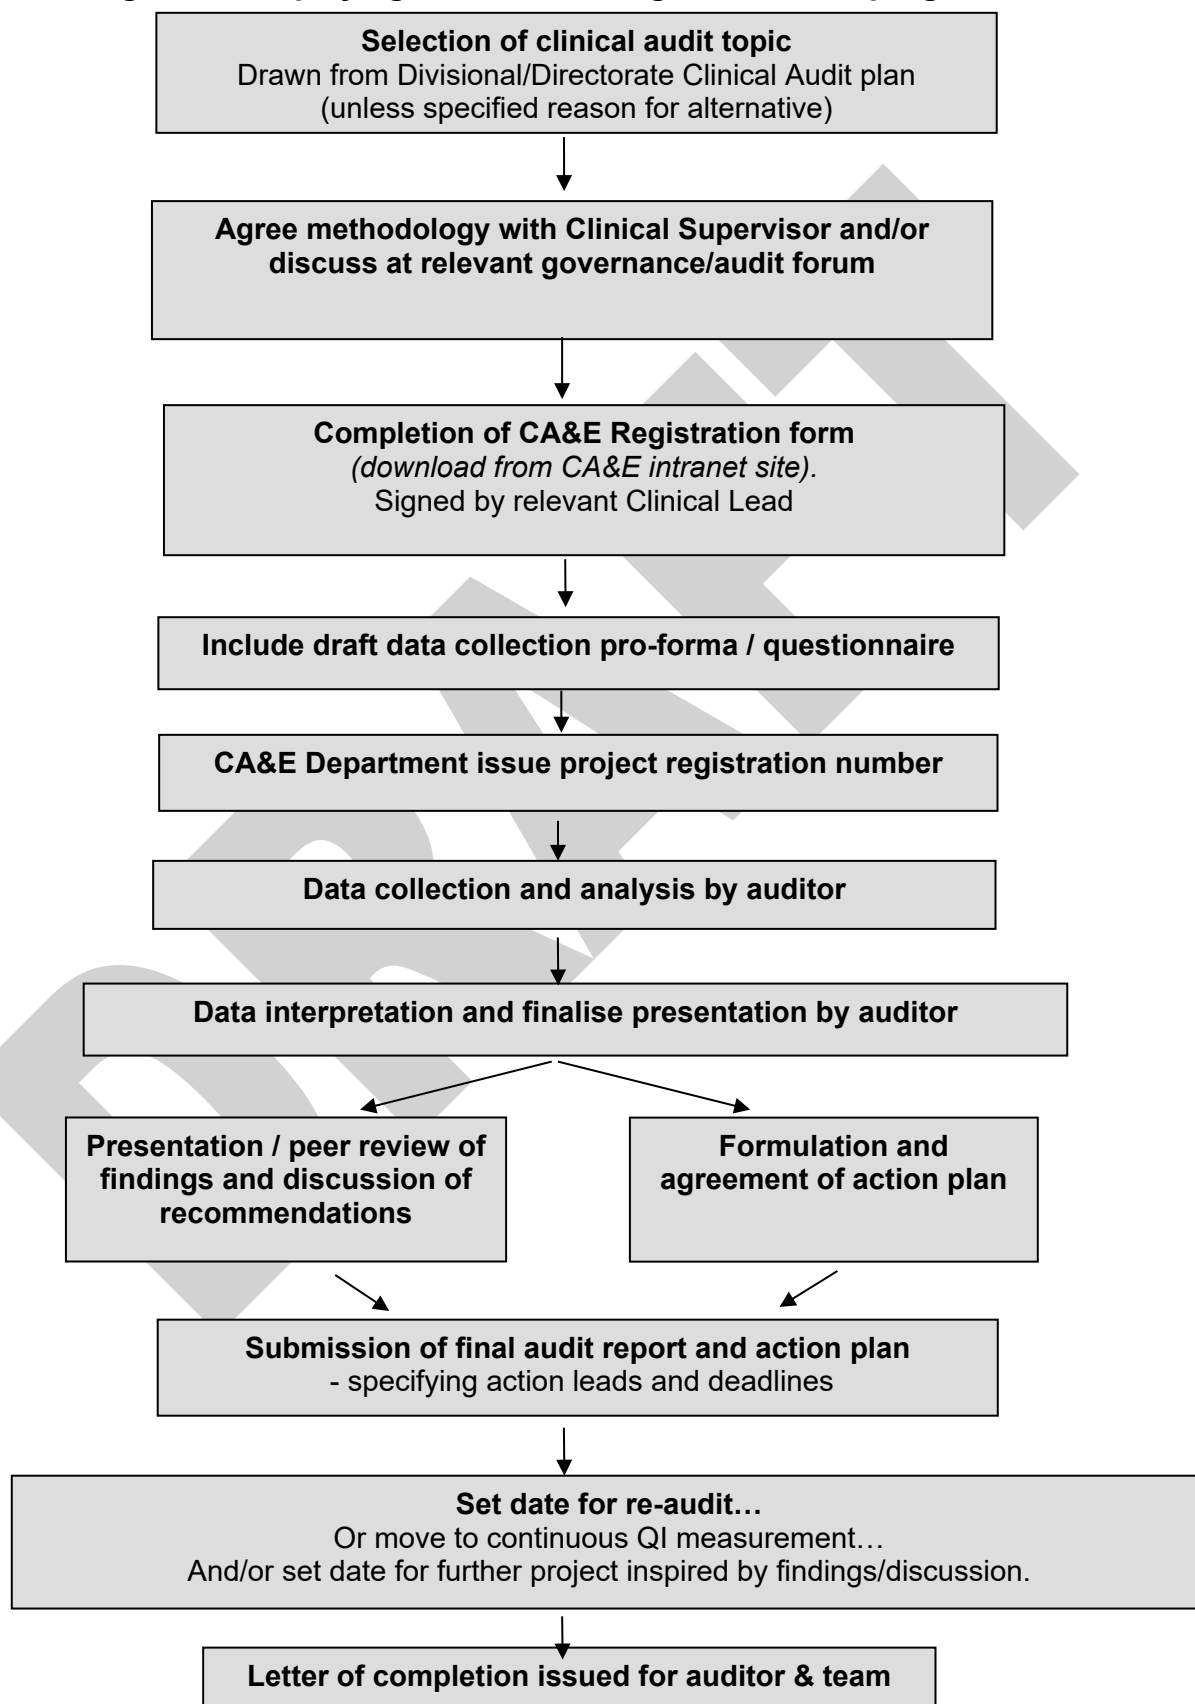 Selection of clinical audit topic
Drawn from Divisional/Directorate Clinical Audit plan
(unless specified reason for alternative)
Agree methodology with Clinical Supervisor and/or
discuss at relevant governance/audit forum
Completion of CA&E Registration form
(download from CA&E intranet site).
Signed by relevant Clinical Lead
Include draft data collection pro-forma / questionnaire
CA&E Department issue project registration number
Data collection and analysis by auditor
Data interpretation and finalise presentation by auditor
Presentation / peer review of
findings and discussion of
recommendations
Formulation and
agreement of action plan
Submission of final audit report and action plan
- specifying action leads and deadlines
Set date for re-audit…
Or move to continuous QI measurement…
And/or set date for further project inspired by findings/discussion.
Letter of completion issued for auditor & team
DRAFT